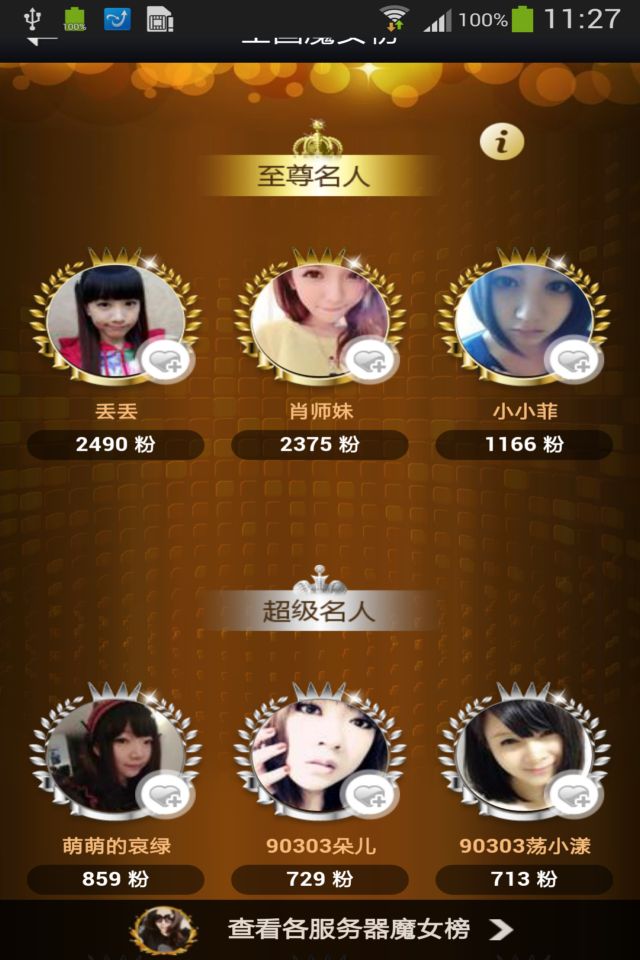 100%
100%
11:27
至尊名人
i
丢丢
肖师妹
小小菲
2490 粉
2375 粉
1166 粉
超级名人
萌萌的哀绿
90303朵儿
90303荡小漾
859 粉
729 粉
713 粉
查看各服务器魔女榜